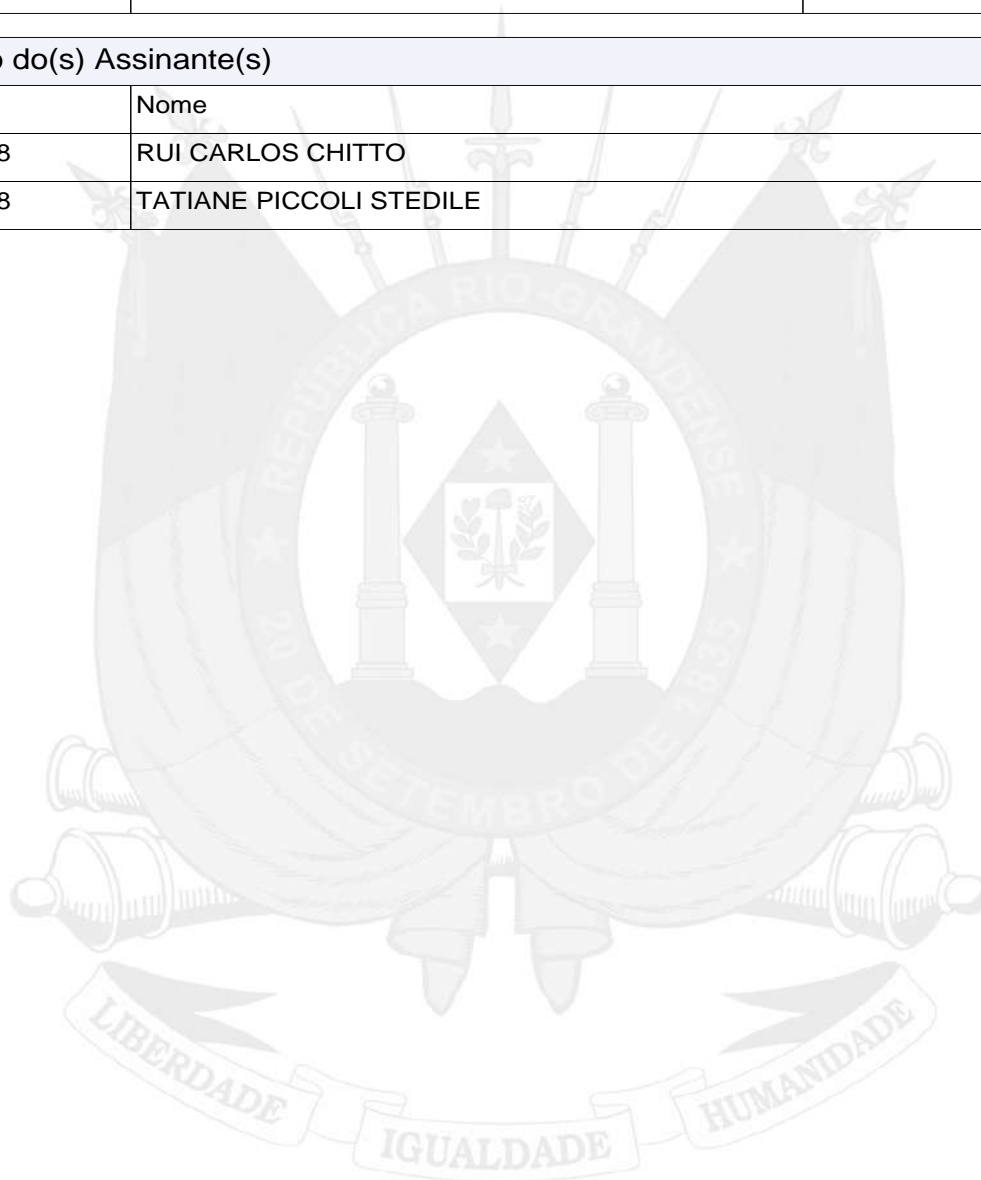 o do(s) Assinante(s)
Nome
8 RUI CARLOS CHITTO
8 TATIANE PICCOLI STEDILE
REPÚBLICA RIO-GRANDENSE
20 DE SETEMBRO DE 1835
LIBERDADE IGUALDADE HUMANIDADE